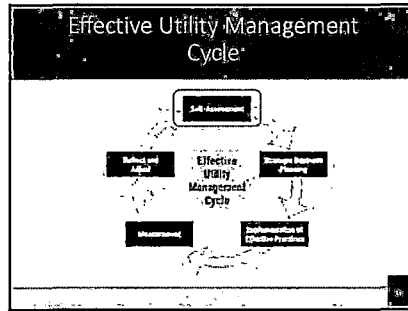 Effective Utility Management
Cycle
Self-Assessment
Reflect and
Adjust
Effective
Utility
Management
Cycle
Strategic Business
Planning
Measurement
Implementation of
Effective Practices